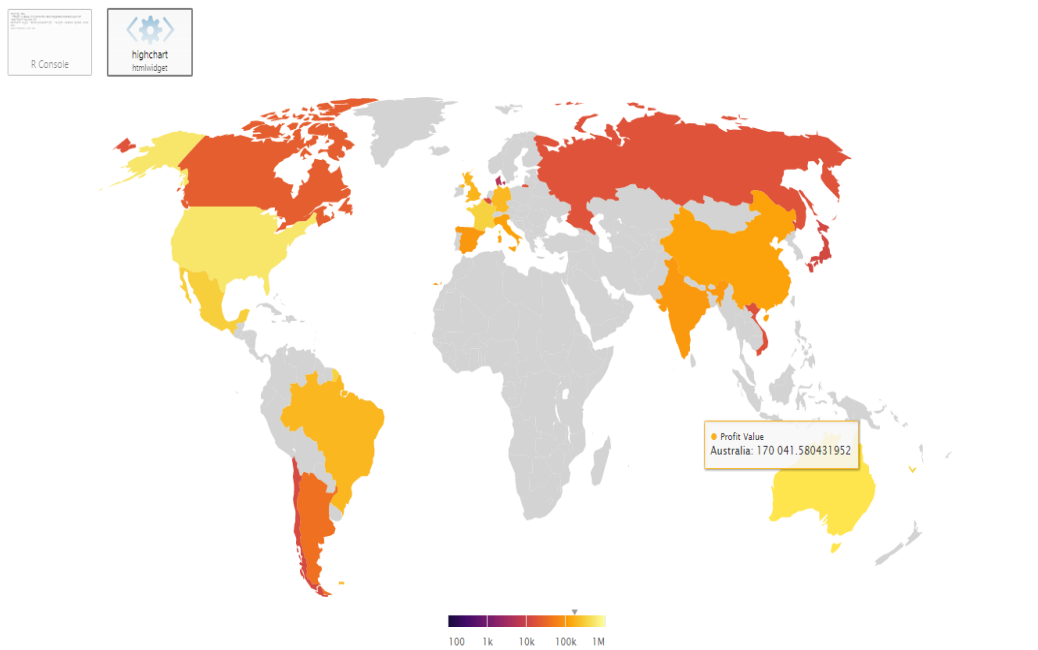 R Console
highchart
htmlwidget
Profit Value
Australia: 170 041.580431952
100 1k 10k 100k 1M